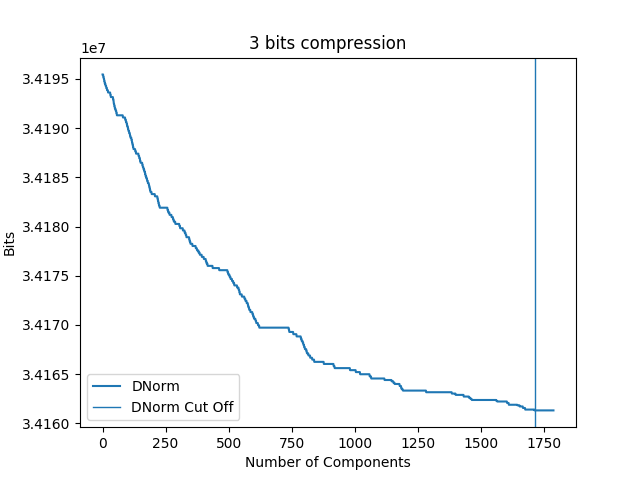 3 bits compression
1e7
3.4195
3.4190
3.4185
3.4180
3.4175
3.4170
3.4165
3.4160
Bits
DNorm
DNorm Cut Off
0 250 500 750 1000 1250 1500 1750
Number of Components